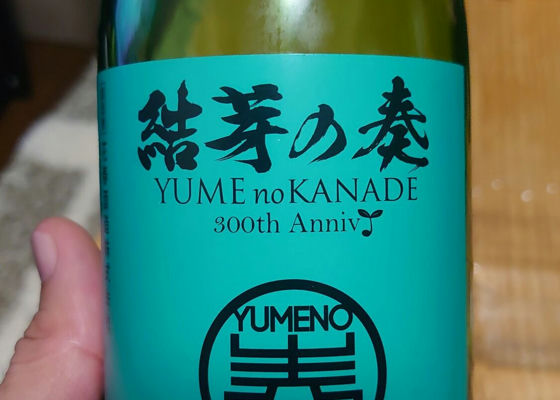 結芽の奏
YUME no KANADE
300th Anniv
YUMENO